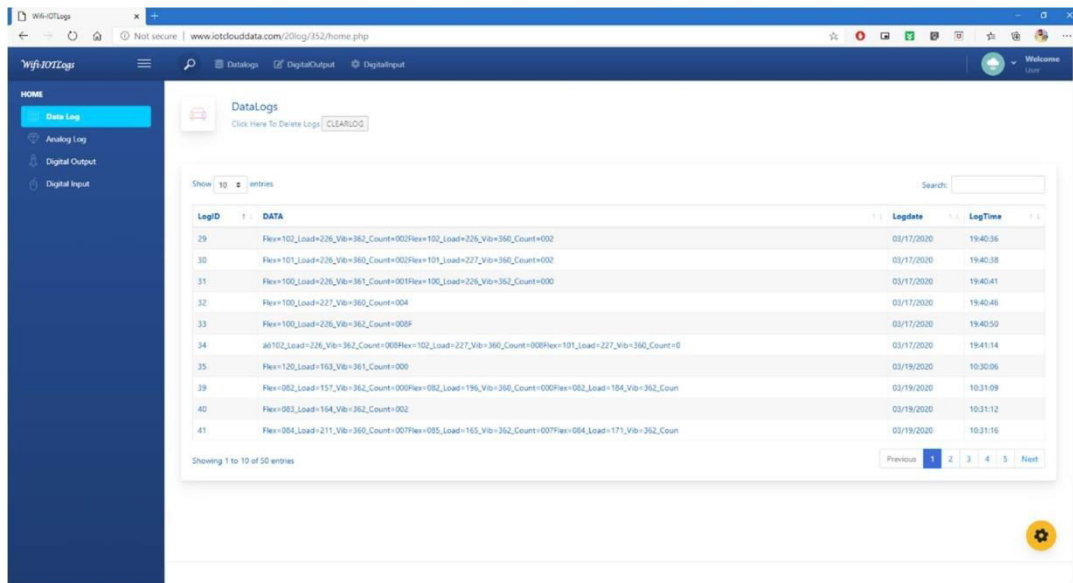 Wifi-IOTLogs
Not secure | www.iotclouddata.com/20log/352/home.php
Wifi-IOTLogs Datalogs DigitalOutput DigitalInput Welcome
User
HOME
Data Log
Analog Log
Digital Output
Digital Input
DataLogs
Click Here To Delete Logs CLEARLOG
Show 10 entries Search:
LogID DATA Logdate LogTime
29 Flex=102_Load=226_Vib=362_Count=002Flex=102_Load=226_Vib=360_Count=002 03/17/2020 19:40:36
30 Flex=101_Load=226_Vib=360_Count=002Flex=101_Load=227_Vib=360_Count=002 03/17/2020 19:40:38
31 Flex=100_Load=226_Vib=361_Count=001Flex=100_Load=226_Vib=362_Count=000 03/17/2020 19:40:41
32 Flex=100_Load=227_Vib=360_Count=004 03/17/2020 19:40:46
33 Flex=100_Load=226_Vib=362_Count=008F 03/17/2020 19:40:50
34 âö102_Load=226_Vib=362_Count=008Flex=102_Load=227_Vib=360_Count=008Flex=101_Load=227_Vib=360_Count=0 03/17/2020 19:41:14
35 Flex=120_Load=163_Vib=361_Count=000 03/19/2020 10:30:06
39 Flex=082_Load=157_Vib=362_Count=000Flex=082_Load=196_Vib=360_Count=000Flex=082_Load=184_Vib=362_Coun 03/19/2020 10:31:09
40 Flex=083_Load=164_Vib=362_Count=002 03/19/2020 10:31:12
41 Flex=084_Load=211_Vib=360_Count=007Flex=085_Load=165_Vib=362_Count=007Flex=084_Load=171_Vib=362_Coun 03/19/2020 10:31:16
Showing 1 to 10 of 50 entries Previous 1 2 3 4 5 Next